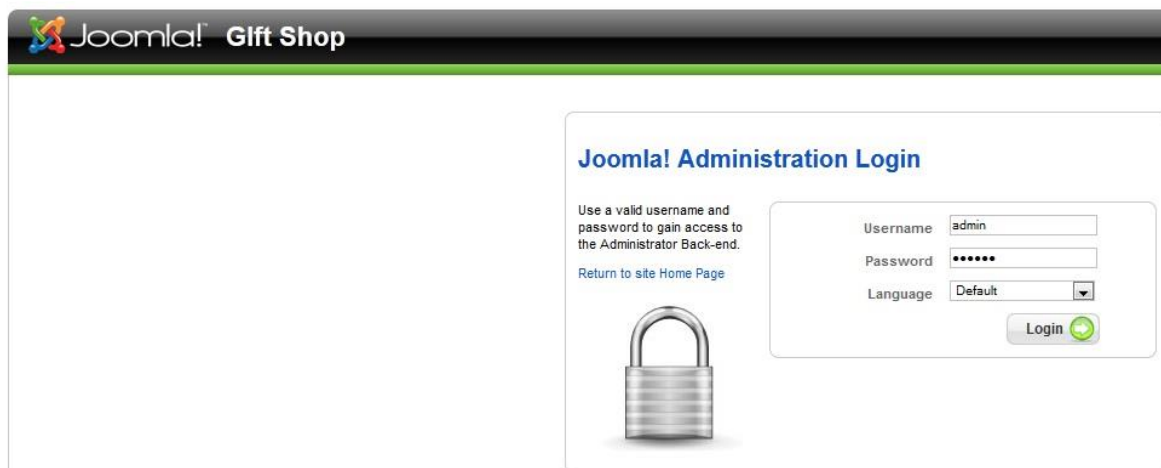 Joomla! GIft Shop
Joomla! Administration Login
Use a valid username and
password to gain access to
the Administrator Back-end.
Return to site Home Page
Username admin
Password ••••••
Language Default
Login